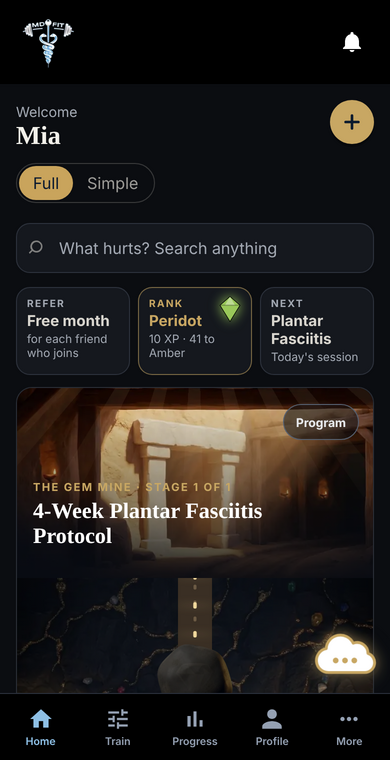 MD FIT
Welcome
Mia
Full
Simple
What hurts? Search anything
REFER
Free month
for each friend
who joins
RANK
Peridot
10 XP · 41 to
Amber
NEXT
Plantar
Fasciitis
Today's session
Program
THE GEM MINE · STAGE 1 OF 1
4-Week Plantar Fasciitis
Protocol
Home
Train
Progress
Profile
More